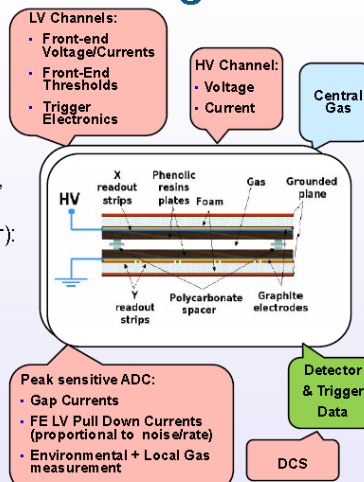 LV Channels:
• Front-end
Voltage/Currents
• Front-End
Thresholds
• Trigger
Electronics
HV Channel:
• Voltage
• Current
Central
Gas
X
readout
strips
Phenolic
resins
plates
Foam
Gas
Grounded
plane
HV
Y
readout
strips
Polycarbonate
spacer
Graphite
electrodes
Peak sensitive ADC:
• Gap Currents
• FE LV Pull Down Currents
(proportional to noise/rate)
• Environmental + Local Gas
measurement
Detector
& Trigger
Data
DCS